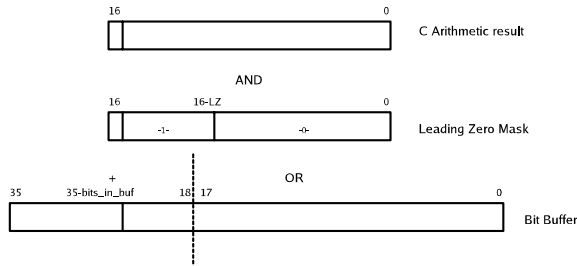 16 0
C Arithmetic result
AND
16 16-LZ 0
-1- -0-
Leading Zero Mask
+ OR
35 35-bits_in_buf 18 17 0
Bit Buffer